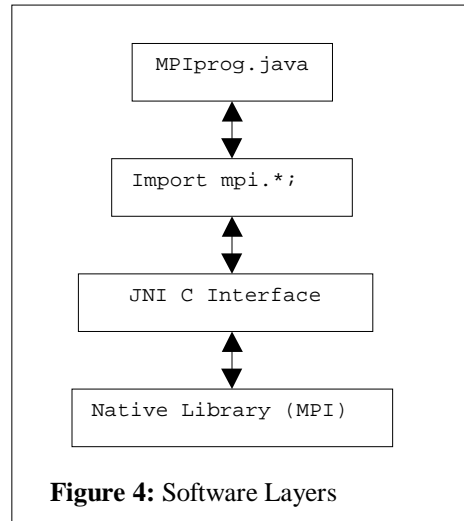 MPIprog.java
Import mpi.*;
JNI C Interface
Native Library (MPI)
Figure 4: Software Layers